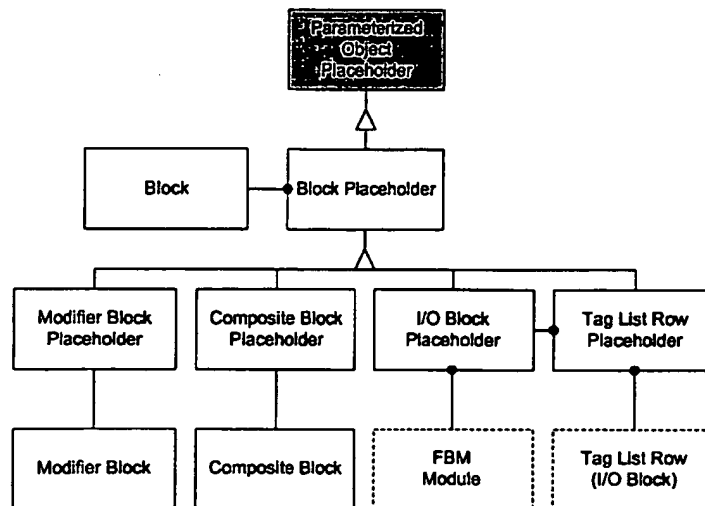 Parameterized
Object
Placeholder
Block
Block Placeholder
Modifier Block
Placeholder
Composite Block
Placeholder
I/O Block
Placeholder
Tag List Row
Placeholder
Modifier Block
Composite Block
FBM
Module
Tag List Row
(I/O Block)